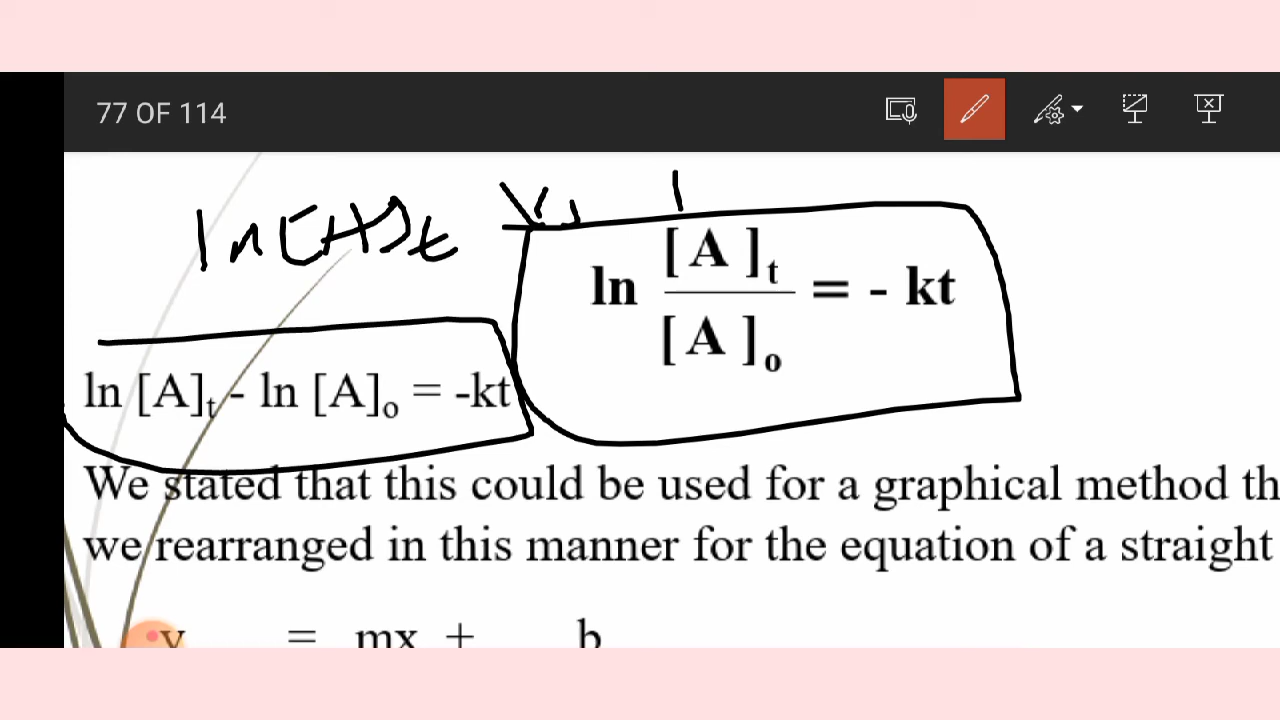 77 OF 114
ln [A]t
ln [A]t / [A]o = - kt
ln [A]t - ln [A]o = -kt
We stated that this could be used for a graphical method th
we rearranged in this manner for the equation of a straight
y = mx + b